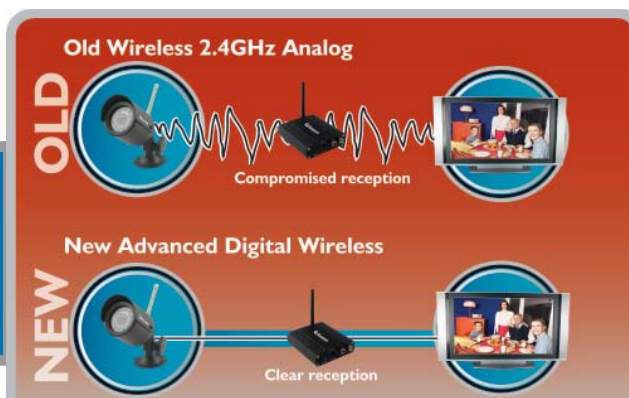 Old Wireless 2.4GHz Analog
OLD
Compromised reception
New Advanced Digital Wireless
NEW
Clear reception